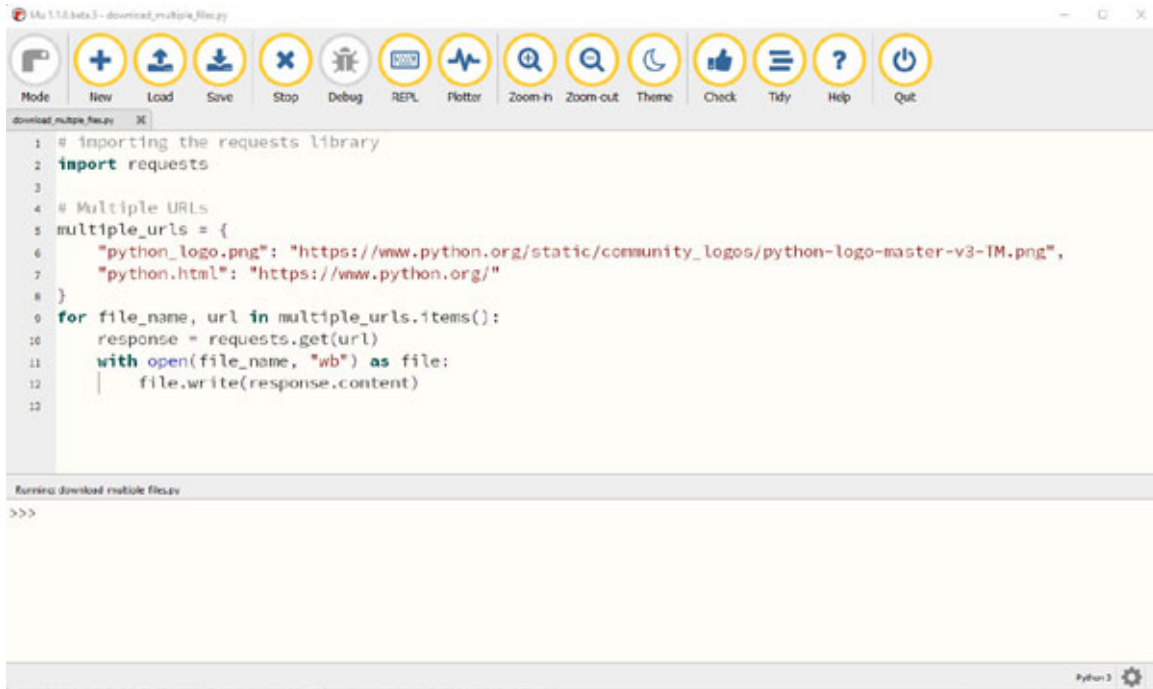 Mu 1.1.0.beta.5 - download_multiple_files.py
Mode New Load Save Stop Debug REPL Plotter Zoom-in Zoom-out Theme Check Tidy Help Quit
download_multiple_files.py
1 # importing the requests library
2 import requests
3
4 # Multiple URLs
5 multiple_urls = {
6 "python_logo.png": "https://www.python.org/static/community_logos/python-logo-master-v3-TM.png",
7 "python.html": "https://www.python.org/"
8 }
9 for file_name, url in multiple_urls.items():
10 response = requests.get(url)
11 with open(file_name, "wb") as file:
12 file.write(response.content)
13
Running: download_multiple_files.py
>>>
Python 3